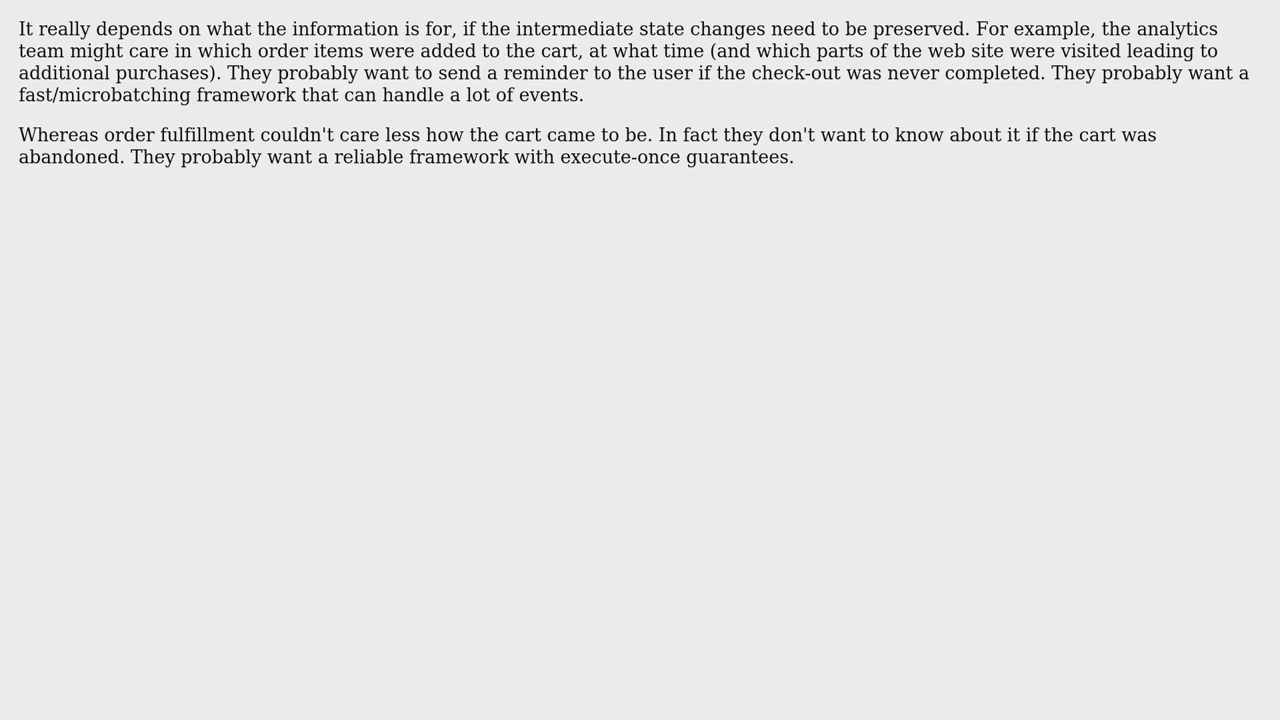 It really depends on what the information is for, if the intermediate state changes need to be preserved. For example, the analytics
team might care in which order items were added to the cart, at what time (and which parts of the web site were visited leading to
additional purchases). They probably want to send a reminder to the user if the check-out was never completed. They probably want a
fast/microbatching framework that can handle a lot of events.
Whereas order fulfillment couldn't care less how the cart came to be. In fact they don't want to know about it if the cart was
abandoned. They probably want a reliable framework with execute-once guarantees.